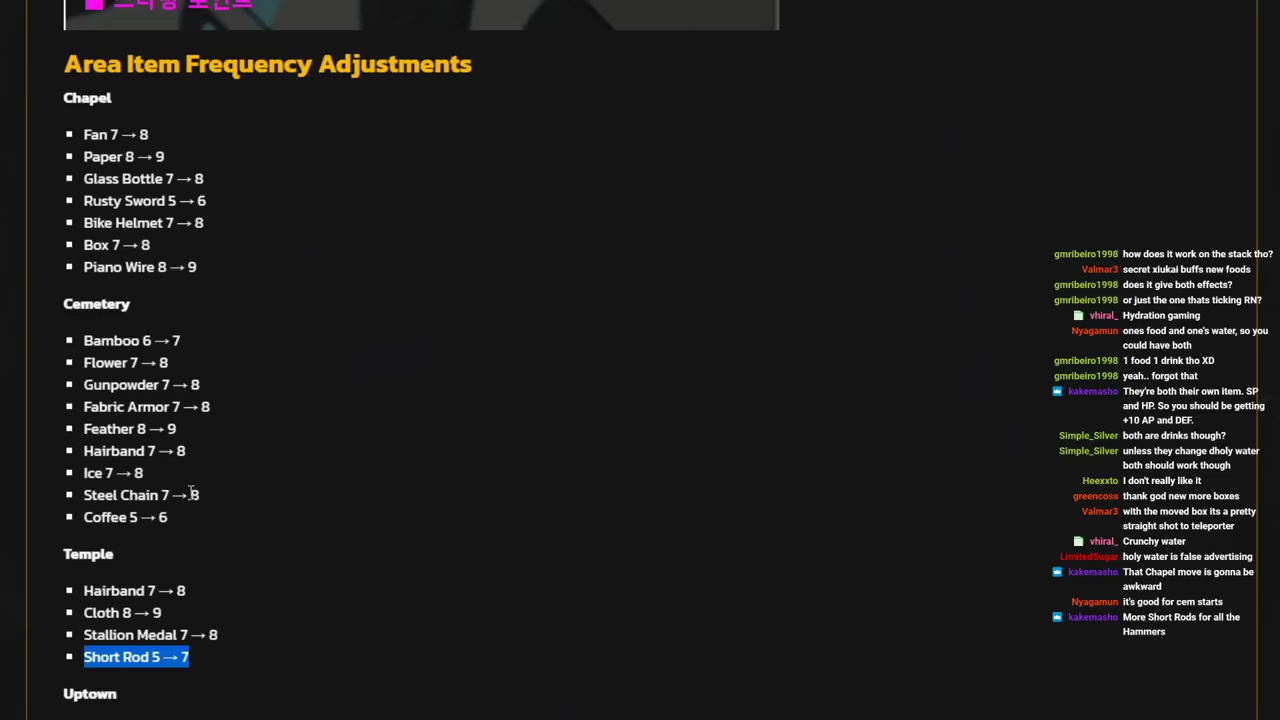 스타팅 포인트
Area Item Frequency Adjustments
Chapel
Fan 7 → 8
Paper 8 → 9
Glass Bottle 7 → 8
Rusty Sword 5 → 6
Bike Helmet 7 → 8
Box 7 → 8
Piano Wire 8 → 9
Cemetery
Bamboo 6 → 7
Flower 7 → 8
Gunpowder 7 → 8
Fabric Armor 7 → 8
Feather 8 → 9
Hairband 7 → 8
Ice 7 → 8
Steel Chain 7 → 8
Coffee 5 → 6
Temple
Hairband 7 → 8
Cloth 8 → 9
Stallion Medal 7 → 8
Short Rod 5 → 7
Uptown
gmribeiro1998 how does it work on the stack tho?
Valmar3 secret xiukai buffs new foods
gmribeiro1998 does it give both effects?
gmribeiro1998 or just the one thats ticking RN?
vhiral_ Hydration gaming
Nyagamun ones food and one's water, so you
could have both
gmribeiro1998 1 food 1 drink tho XD
gmribeiro1998 yeah.. forgot that
kakemasho They're both their own item. SP
and HP. So you should be getting
+10 AP and DEF.
Simple_Silver both are drinks though?
Simple_Silver unless they change dholy water
both should work though
Heexxto I don't really like it
greencoss thank god new more boxes
Valmar3 with the moved box its a pretty
straight shot to teleporter
vhiral_ Crunchy water
LimitedSugar holy water is false advertising
kakemasho That Chapel move is gonna be
awkward
Nyagamun it's good for cem starts
kakemasho More Short Rods for all the
Hammers